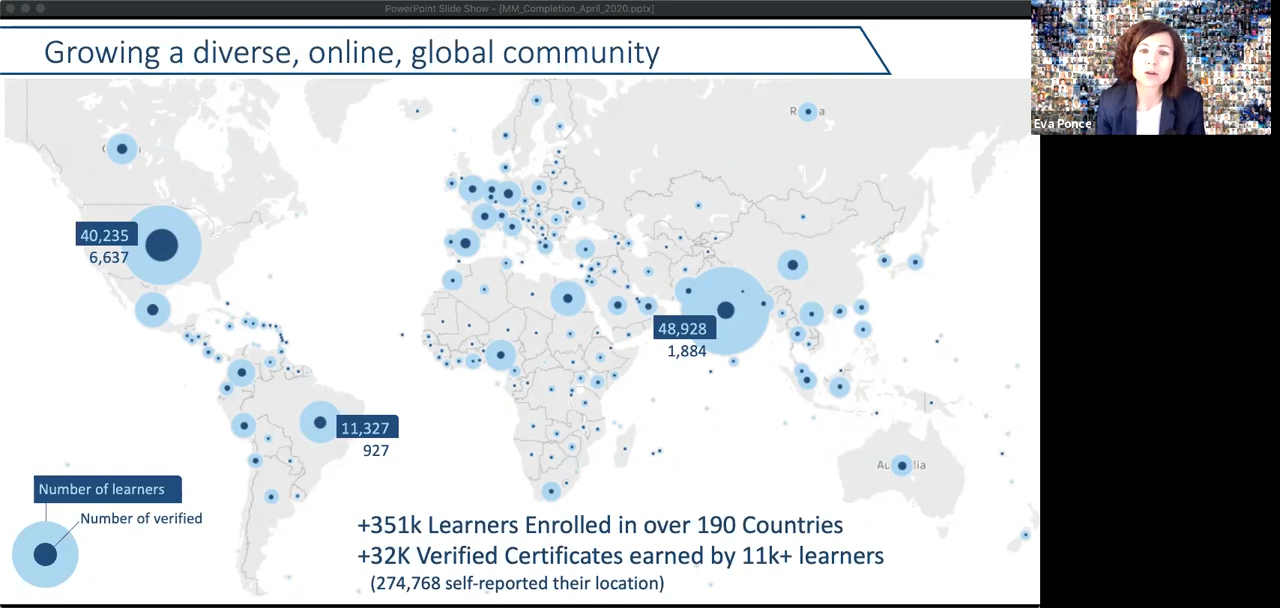 PowerPoint Slide Show - [MM_Completion_April_2020.pptx]
Growing a diverse, online, global community
Eva Ponce
40,235
6,637
48,928
1,884
11,327
927
Number of learners
Number of verified
+351k Learners Enrolled in over 190 Countries
+32K Verified Certificates earned by 11k+ learners
(274,768 self-reported their location)